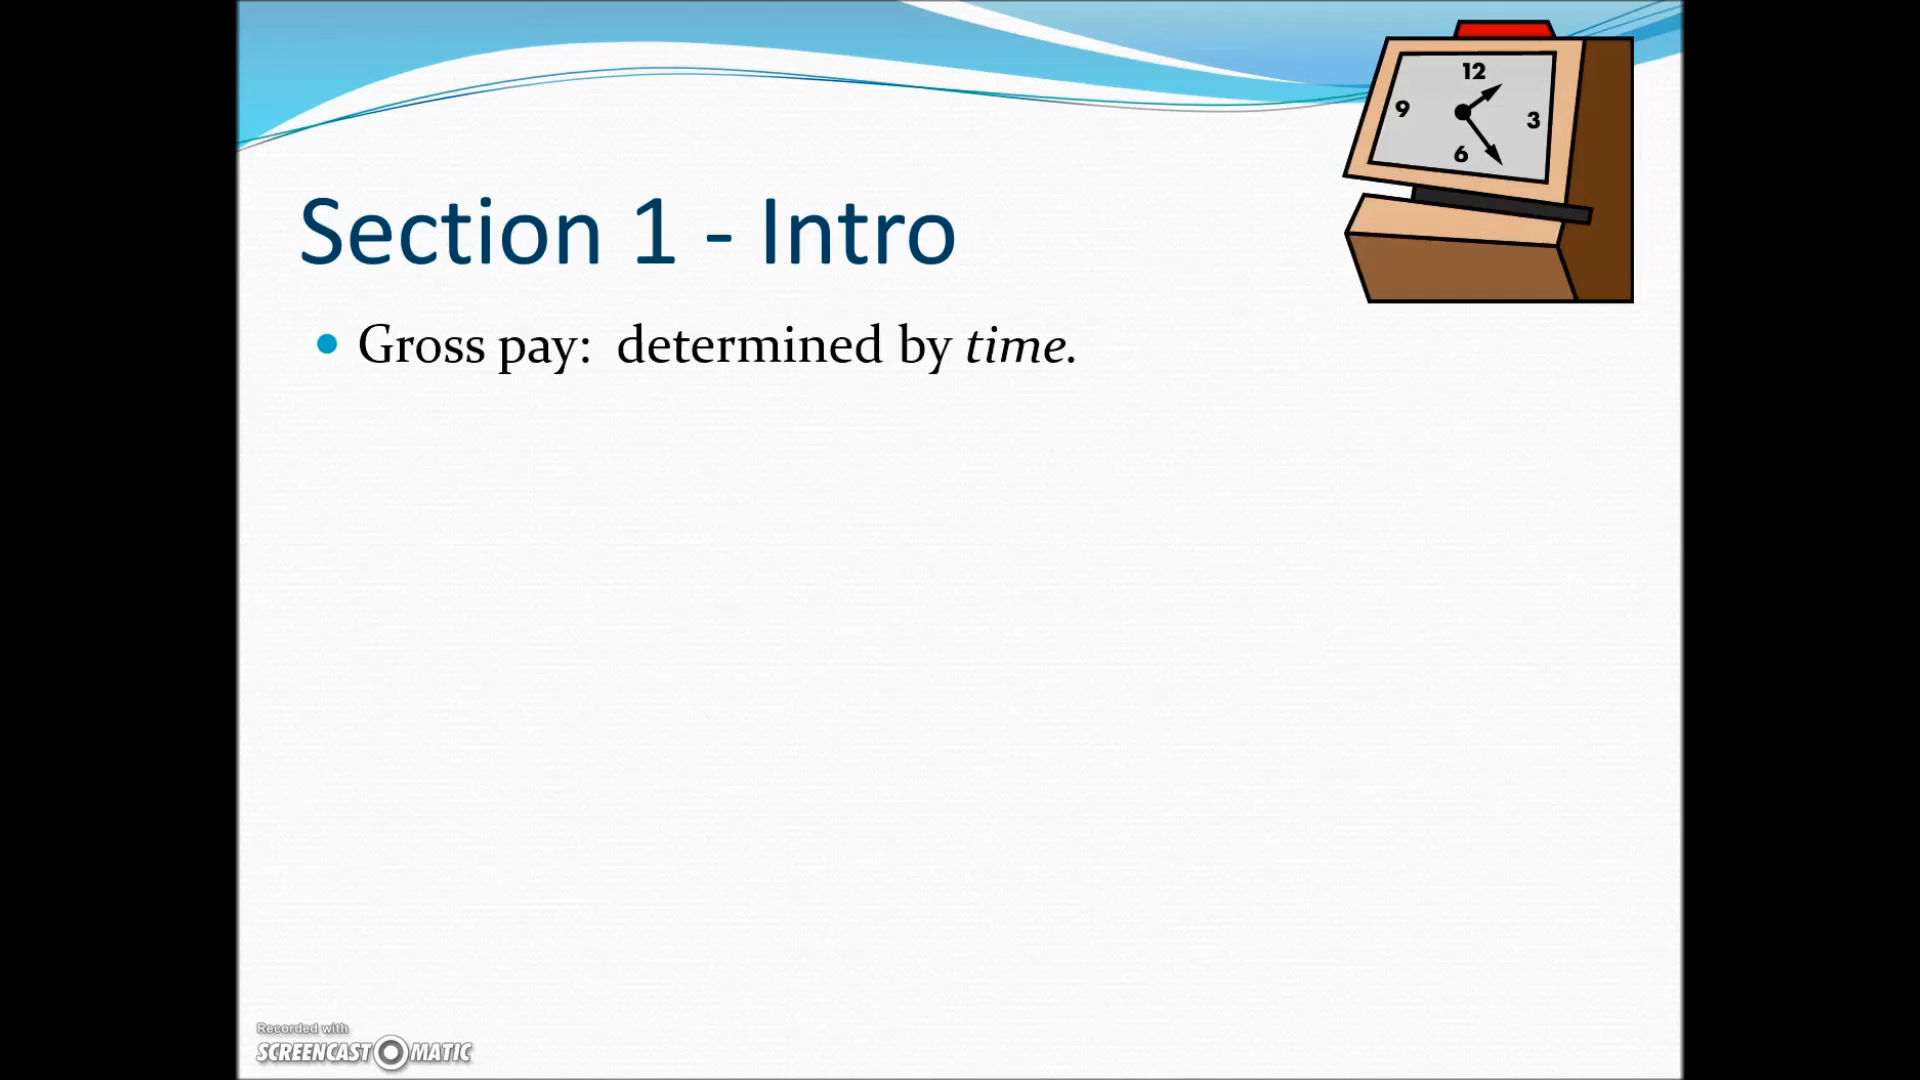 12
9
3
6
Section 1 - Intro
Gross pay: determined by time.
Recorded with
SCREENCAST MATIC